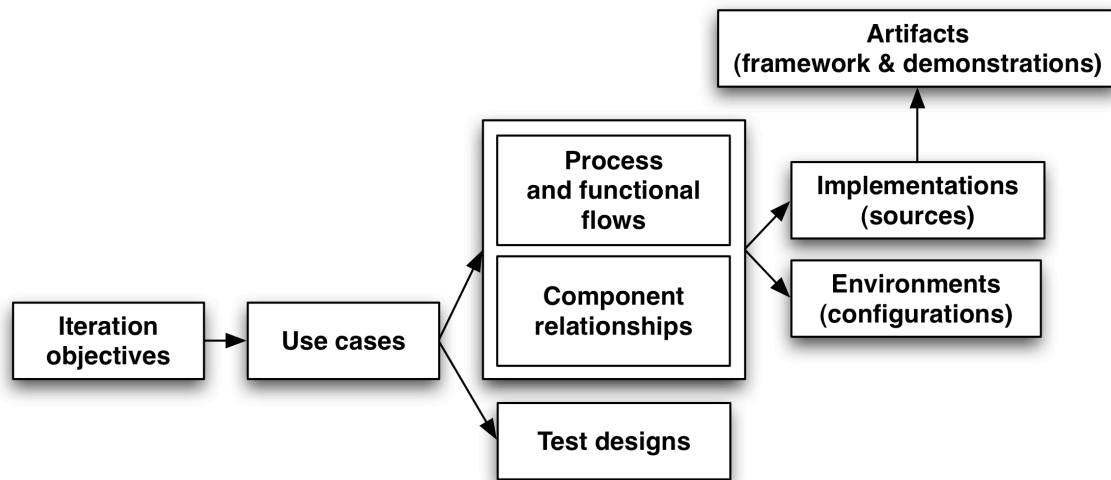 Artifacts
(framework & demonstrations)
Process
and functional
flows
Implementations
(sources)
Environments
(configurations)
Component
relationships
Iteration
objectives
Use cases
Test designs